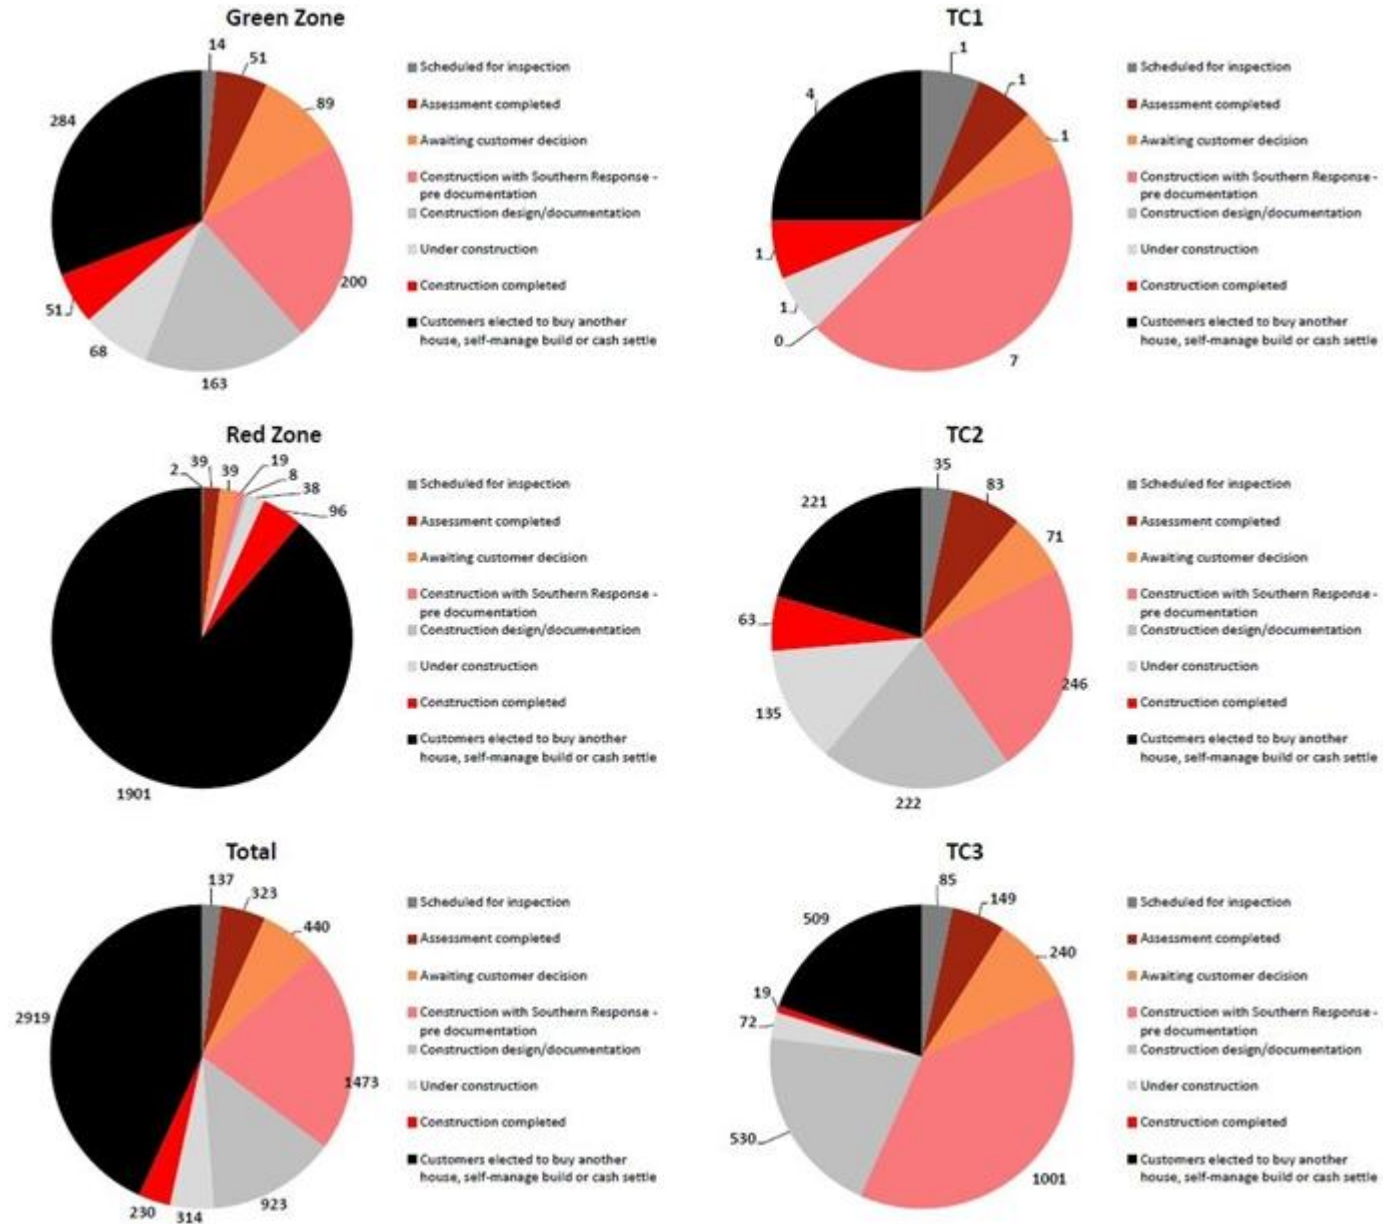 Green Zone
14
51
89
200
163
68
51
284
Scheduled for inspection
Assessment completed
Awaiting customer decision
Construction with Southern Response -
pre documentation
Construction design/documentation
Under construction
Construction completed
Customers elected to buy another
house, self-manage build or cash settle
TC1
1
1
1
7
0
1
1
4
Scheduled for inspection
Assessment completed
Awaiting customer decision
Construction with Southern Response -
pre documentation
Construction design/documentation
Under construction
Construction completed
Customers elected to buy another
house, self-manage build or cash settle
Red Zone
2
39
39
19
8
38
96
1901
Scheduled for inspection
Assessment completed
Awaiting customer decision
Construction with Southern Response -
pre documentation
Construction design/documentation
Under construction
Construction completed
Customers elected to buy another
house, self-manage build or cash settle
TC2
35
83
71
246
222
135
63
221
Scheduled for inspection
Assessment completed
Awaiting customer decision
Construction with Southern Response -
pre documentation
Construction design/documentation
Under construction
Construction completed
Customers elected to buy another
house, self-manage build or cash settle
Total
137
323
440
1473
923
314
230
2919
Scheduled for inspection
Assessment completed
Awaiting customer decision
Construction with Southern Response -
pre documentation
Construction design/documentation
Under construction
Construction completed
Customers elected to buy another
house, self-manage build or cash settle
TC3
85
149
240
1001
530
72
19
509
Scheduled for inspection
Assessment completed
Awaiting customer decision
Construction with Southern Response -
pre documentation
Construction design/documentation
Under construction
Construction completed
Customers elected to buy another
house, self-manage build or cash settle